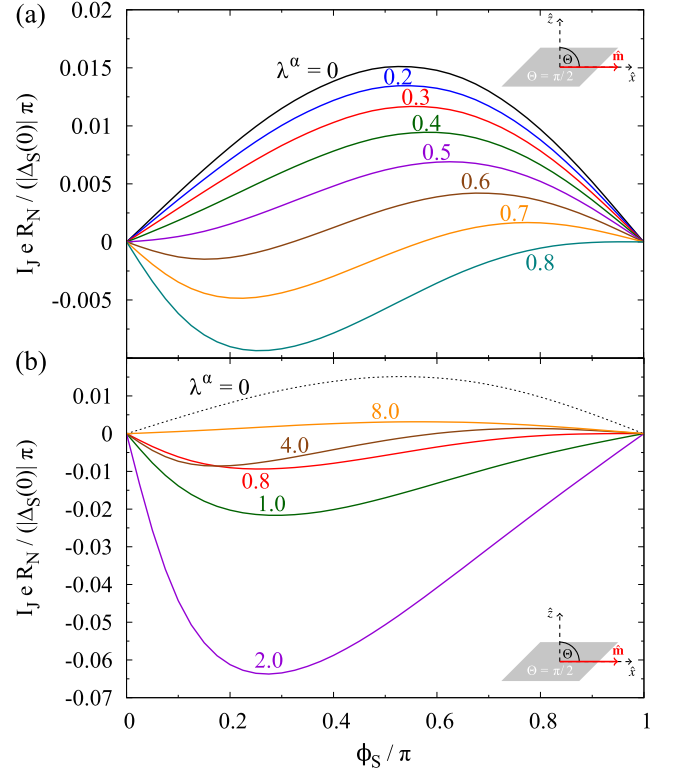 (a)
0.02
0.015
0.01
0.005
0
-0.005
I_J e R_N / (|Δ_S(0)| π)
λ^α = 0
0.2
0.3
0.4
0.5
0.6
0.7
0.8
ẑ
Θ
m̂
x̂
Θ = π/2
(b)
0.01
0
-0.01
-0.02
-0.03
-0.04
-0.05
-0.06
-0.07
I_J e R_N / (|Δ_S(0)| π)
λ^α = 0
8.0
4.0
0.8
1.0
2.0
ẑ
Θ
m̂
x̂
Θ = π/2
0 0.2 0.4 0.6 0.8 1
ϕ_S / π